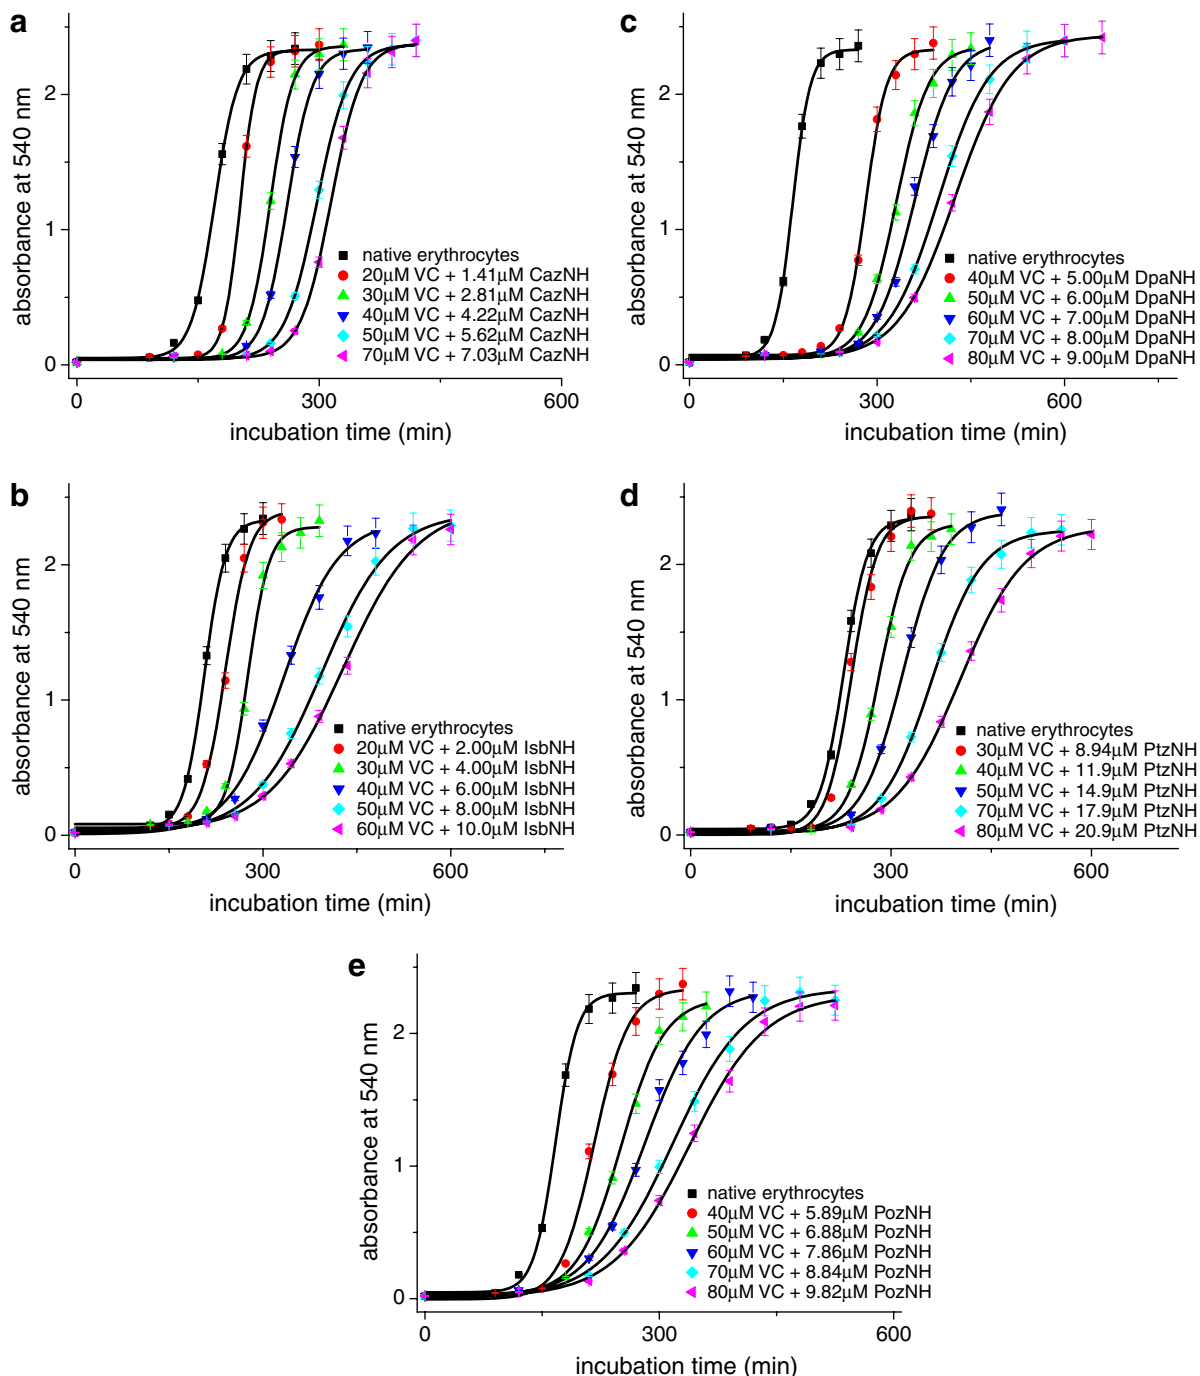 a
absorbance at 540 nm
2
1
0
native erythrocytes
20μM VC + 1.41μM CazNH
30μM VC + 2.81μM CazNH
40μM VC + 4.22μM CazNH
50μM VC + 5.62μM CazNH
70μM VC + 7.03μM CazNH
0
300
600
incubation time (min)
c
absorbance at 540 nm
2
1
0
native erythrocytes
40μM VC + 5.00μM DpaNH
50μM VC + 6.00μM DpaNH
60μM VC + 7.00μM DpaNH
70μM VC + 8.00μM DpaNH
80μM VC + 9.00μM DpaNH
0
300
600
incubation time (min)
b
absorbance at 540 nm
2
1
0
native erythrocytes
20μM VC + 2.00μM IsbNH
30μM VC + 4.00μM IsbNH
40μM VC + 6.00μM IsbNH
50μM VC + 8.00μM IsbNH
60μM VC + 10.0μM IsbNH
0
300
600
incubation time (min)
d
absorbance at 540 nm
2
1
0
native erythrocytes
30μM VC + 8.94μM PtzNH
40μM VC + 11.9μM PtzNH
50μM VC + 14.9μM PtzNH
70μM VC + 17.9μM PtzNH
80μM VC + 20.9μM PtzNH
0
300
600
incubation time (min)
e
absorbance at 540 nm
2
1
0
native erythrocytes
40μM VC + 5.89μM PozNH
50μM VC + 6.88μM PozNH
60μM VC + 7.86μM PozNH
70μM VC + 8.84μM PozNH
80μM VC + 9.82μM PozNH
0
300
600
incubation time (min)